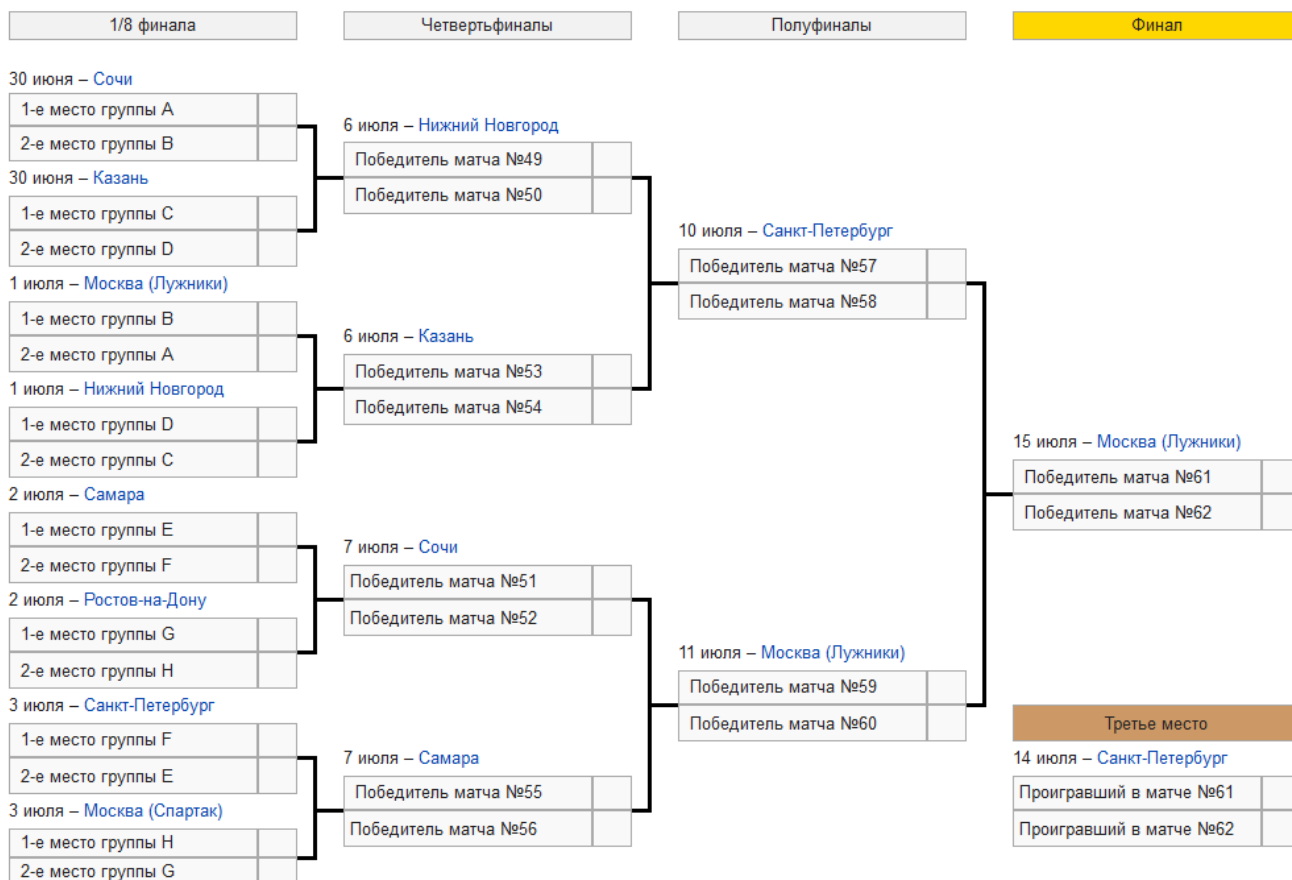 1/8 финала
Четвертьфиналы
Полуфиналы
Финал
30 июня – Сочи
1-е место группы A
2-е место группы B
30 июня – Казань
1-е место группы C
2-е место группы D
1 июля – Москва (Лужники)
1-е место группы B
2-е место группы A
1 июля – Нижний Новгород
1-е место группы D
2-е место группы C
2 июля – Самара
1-е место группы E
2-е место группы F
2 июля – Ростов-на-Дону
1-е место группы G
2-е место группы H
3 июля – Санкт-Петербург
1-е место группы F
2-е место группы E
3 июля – Москва (Спартак)
1-е место группы H
2-е место группы G
6 июля – Нижний Новгород
Победитель матча №49
Победитель матча №50
6 июля – Казань
Победитель матча №53
Победитель матча №54
7 июля – Сочи
Победитель матча №51
Победитель матча №52
7 июля – Самара
Победитель матча №55
Победитель матча №56
10 июля – Санкт-Петербург
Победитель матча №57
Победитель матча №58
11 июля – Москва (Лужники)
Победитель матча №59
Победитель матча №60
15 июля – Москва (Лужники)
Победитель матча №61
Победитель матча №62
Третье место
14 июля – Санкт-Петербург
Проигравший в матче №61
Проигравший в матче №62